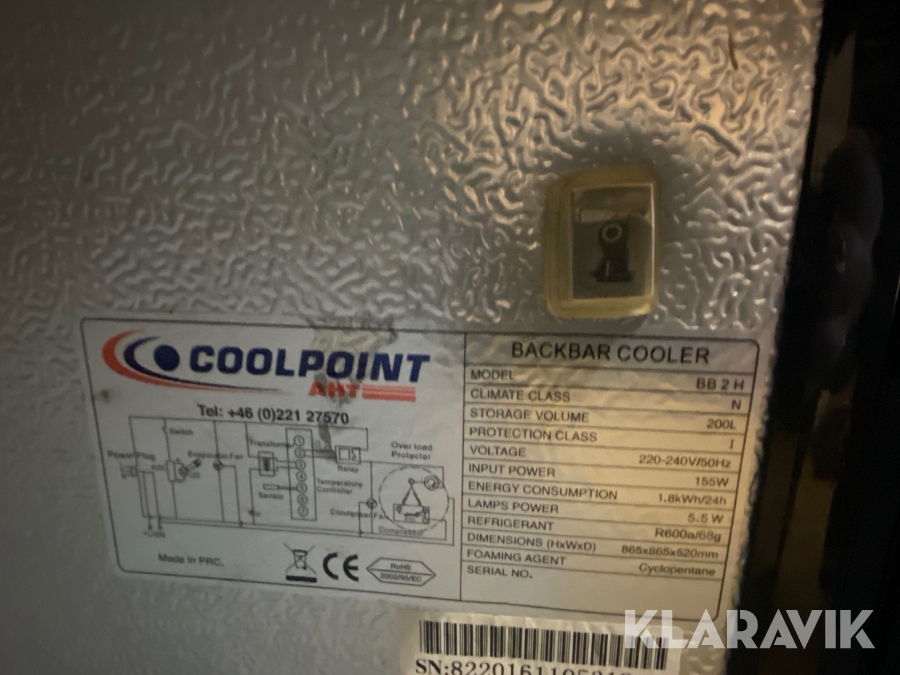 COOLPOINT
AHT
Tel: +46 (0)221 27570
Switch
Power Plug
Evaporator Fan
Transformer
Sensor
Relay
Temperature
Controller
Over load
Protector
Condenser Fan
Compressor
Made in PRC.
CE
RoHS
2002/95/EC
BACKBAR COOLER
MODEL BB 2 H
CLIMATE CLASS N
STORAGE VOLUME 200L
PROTECTION CLASS I
VOLTAGE 220-240V/50Hz
INPUT POWER 155W
ENERGY CONSUMPTION 1.8kWh/24h
LAMPS POWER 5.5 W
REFRIGERANT R600a/68g
DIMENSIONS (HxWxD) 865x865x520mm
FOAMING AGENT Cyclopentane
SERIAL NO.
KLARAVIK